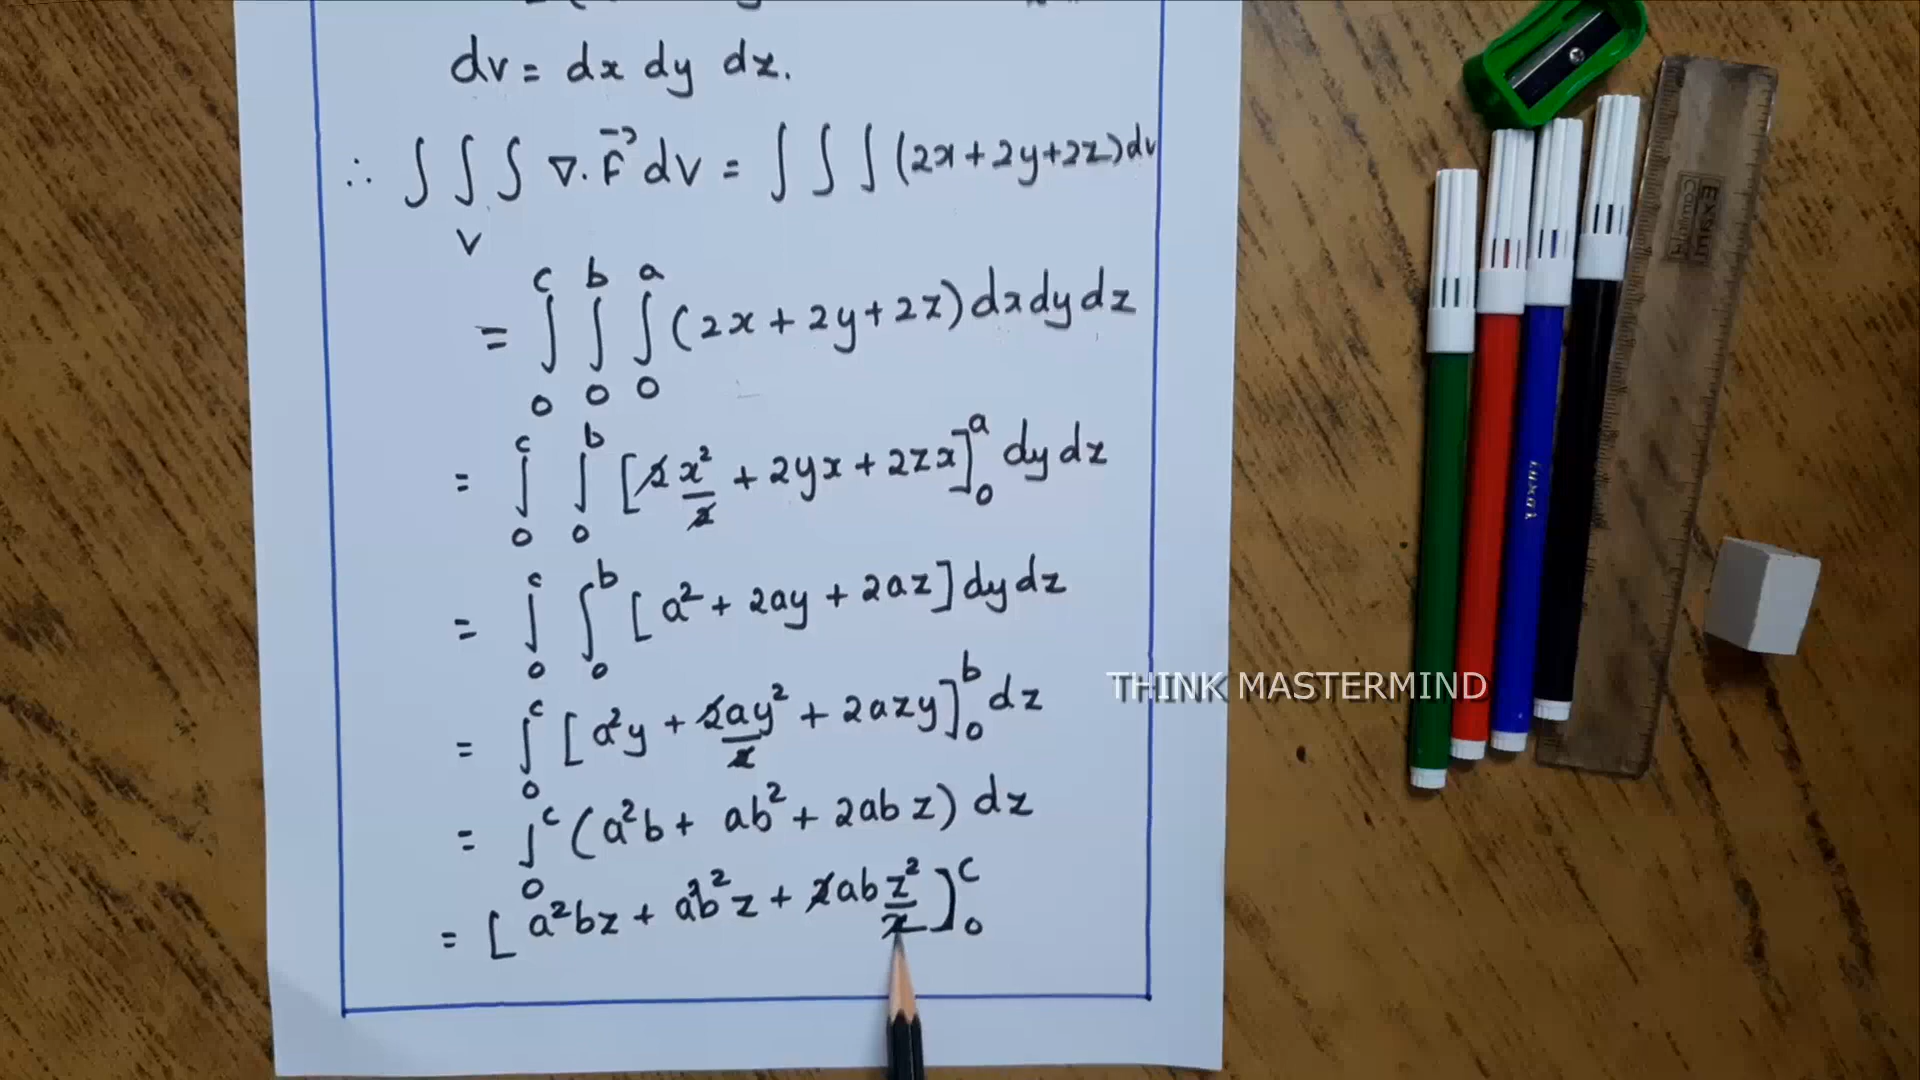 dv = dx dy dz.
∴ ∫∫∫ ∇.F⃗ dv = ∫∫∫ (2x + 2y + 2z) dv
V
= ∫₀ᶜ ∫₀ᵇ ∫₀ᵃ (2x + 2y + 2z) dx dy dz
= ∫₀ᶜ ∫₀ᵇ [2x²/2 + 2yx + 2zx]₀ᵃ dy dz
= ∫₀ᶜ ∫₀ᵇ [a² + 2ay + 2az] dy dz
= ∫₀ᶜ [a²y + 2ay²/2 + 2azy]₀ᵇ dz
= ∫₀ᶜ (a²b + ab² + 2abz) dz
= [a²bz + ab²z + 2ab z²/2]₀ᶜ
THINK MASTERMIND
Luxor